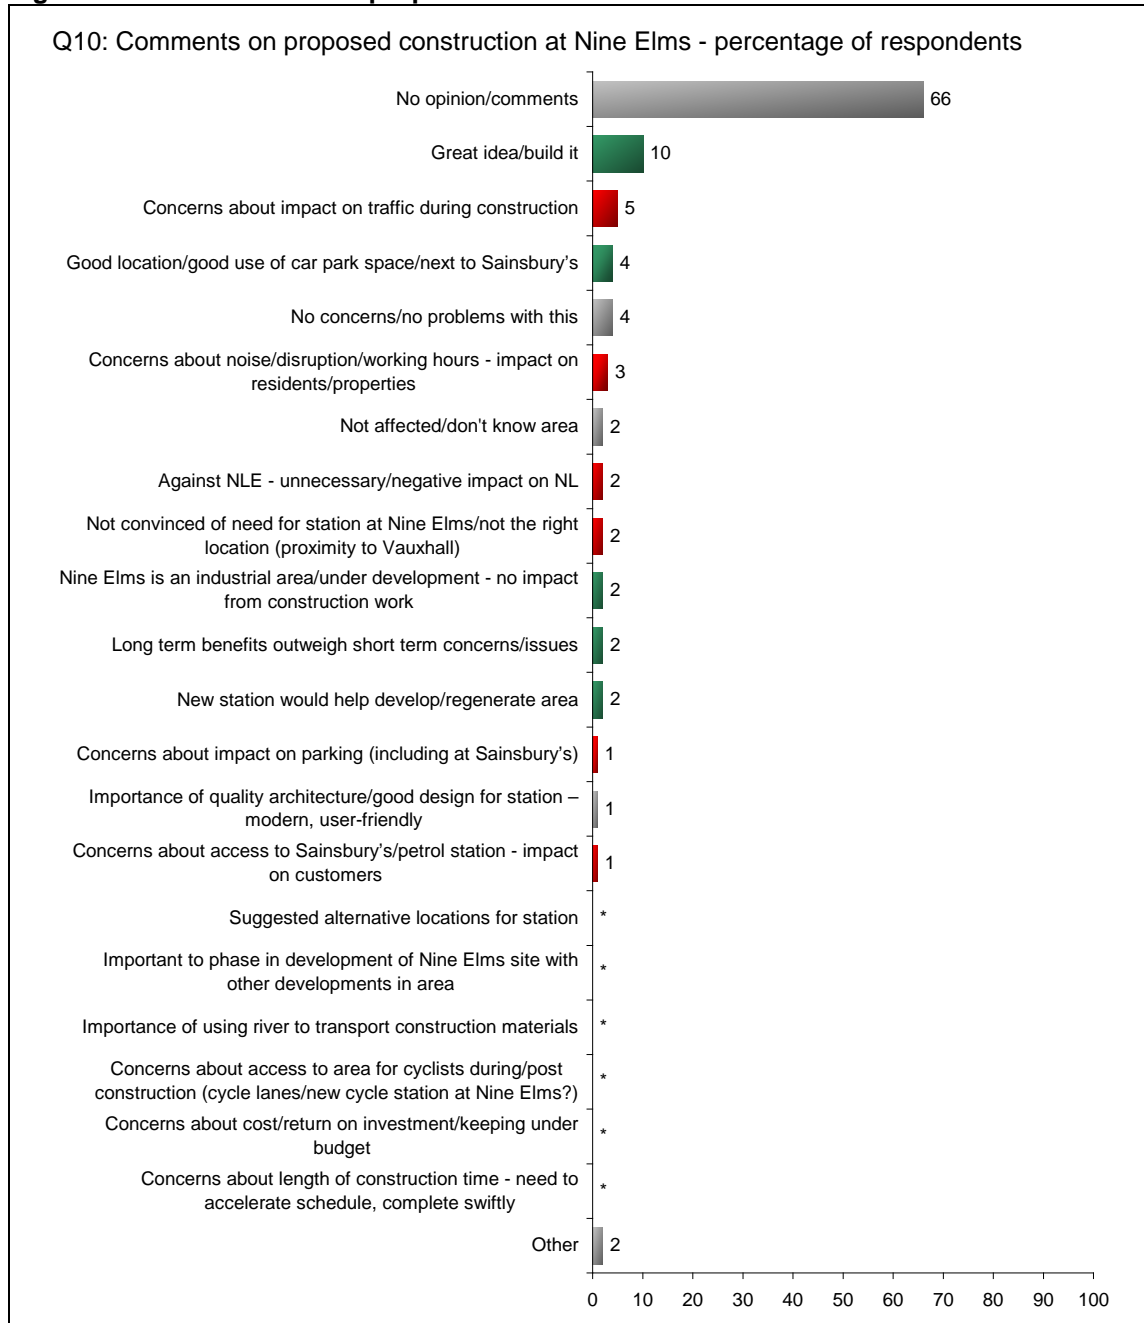 Q10: Comments on proposed construction at Nine Elms - percentage of respondents
No opinion/comments 66
Great idea/build it 10
Concerns about impact on traffic during construction 5
Good location/good use of car park space/next to Sainsbury's 4
No concerns/no problems with this 4
Concerns about noise/disruption/working hours - impact on
residents/properties 3
Not affected/don't know area 2
Against NLE - unnecessary/negative impact on NL 2
Not convinced of need for station at Nine Elms/not the right
location (proximity to Vauxhall) 2
Nine Elms is an industrial area/under development - no impact
from construction work 2
Long term benefits outweigh short term concerns/issues 2
New station would help develop/regenerate area 2
Concerns about impact on parking (including at Sainsbury's) 1
Importance of quality architecture/good design for station –
modern, user-friendly 1
Concerns about access to Sainsbury's/petrol station - impact
on customers 1
Suggested alternative locations for station *
Important to phase in development of Nine Elms site with
other developments in area *
Importance of using river to transport construction materials *
Concerns about access to area for cyclists during/post
construction (cycle lanes/new cycle station at Nine Elms?) *
Concerns about cost/return on investment/keeping under
budget *
Concerns about length of construction time - need to
accelerate schedule, complete swiftly *
Other 2
0 10 20 30 40 50 60 70 80 90 100